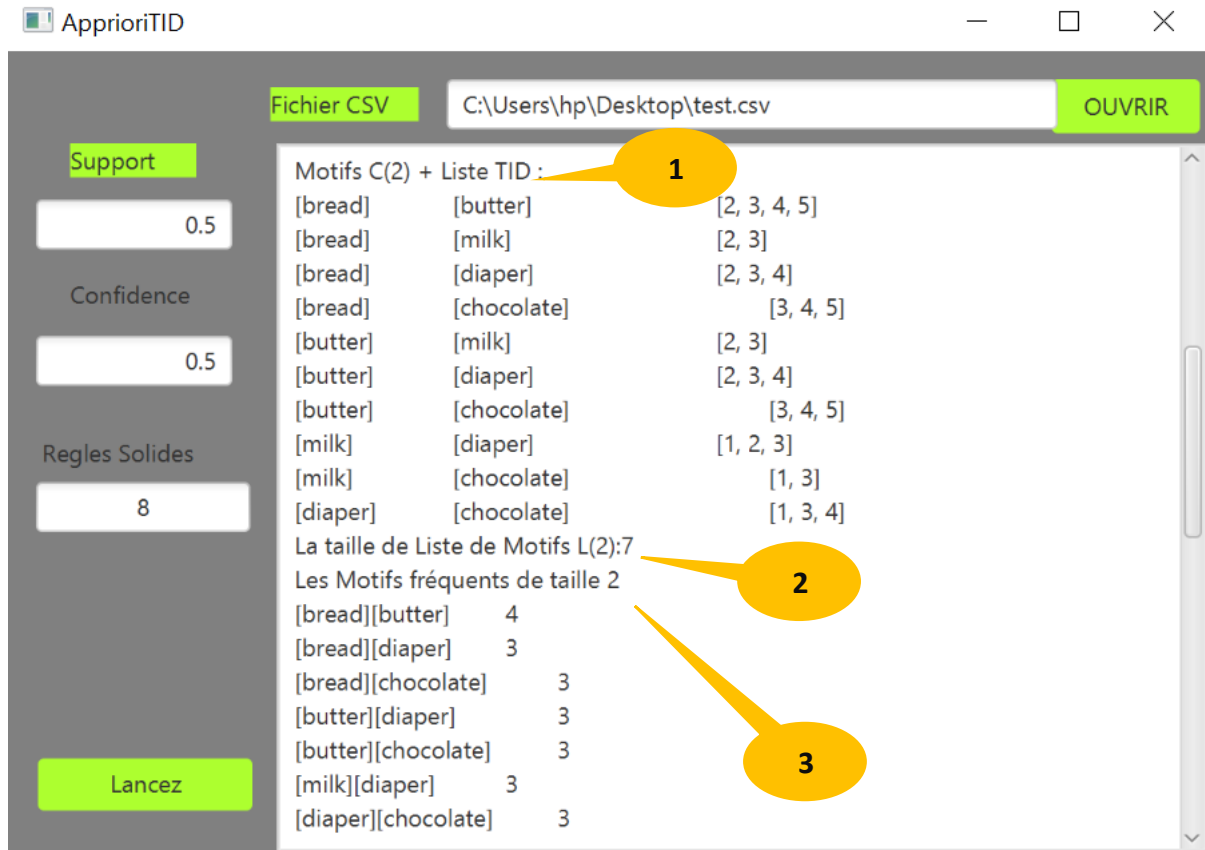 ApprioriTID
Fichier CSV C:\Users\hp\Desktop\test.csv OUVRIR
Support
0.5
Confidence
0.5
Regles Solides
8
Lancez
Motifs C(2) + Liste TID :
[bread] [butter] [2, 3, 4, 5]
[bread] [milk] [2, 3]
[bread] [diaper] [2, 3, 4]
[bread] [chocolate] [3, 4, 5]
[butter] [milk] [2, 3]
[butter] [diaper] [2, 3, 4]
[butter] [chocolate] [3, 4, 5]
[milk] [diaper] [1, 2, 3]
[milk] [chocolate] [1, 3]
[diaper] [chocolate] [1, 3, 4]
La taille de Liste de Motifs L(2):7
Les Motifs fréquents de taille 2
[bread][butter] 4
[bread][diaper] 3
[bread][chocolate] 3
[butter][diaper] 3
[butter][chocolate] 3
[milk][diaper] 3
[diaper][chocolate] 3
1
2
3